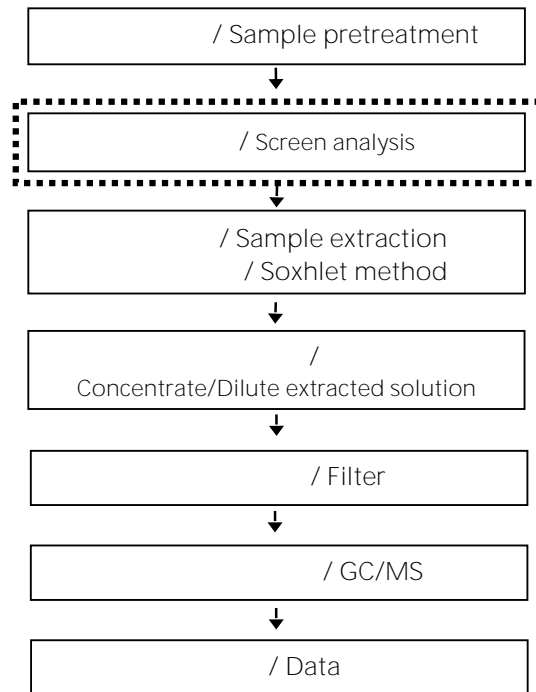 / Sample pretreatment
/ Screen analysis
/ Sample extraction
/ Soxhlet method
/
Concentrate/Dilute extracted solution
/ Filter
/ GC/MS
/ Data